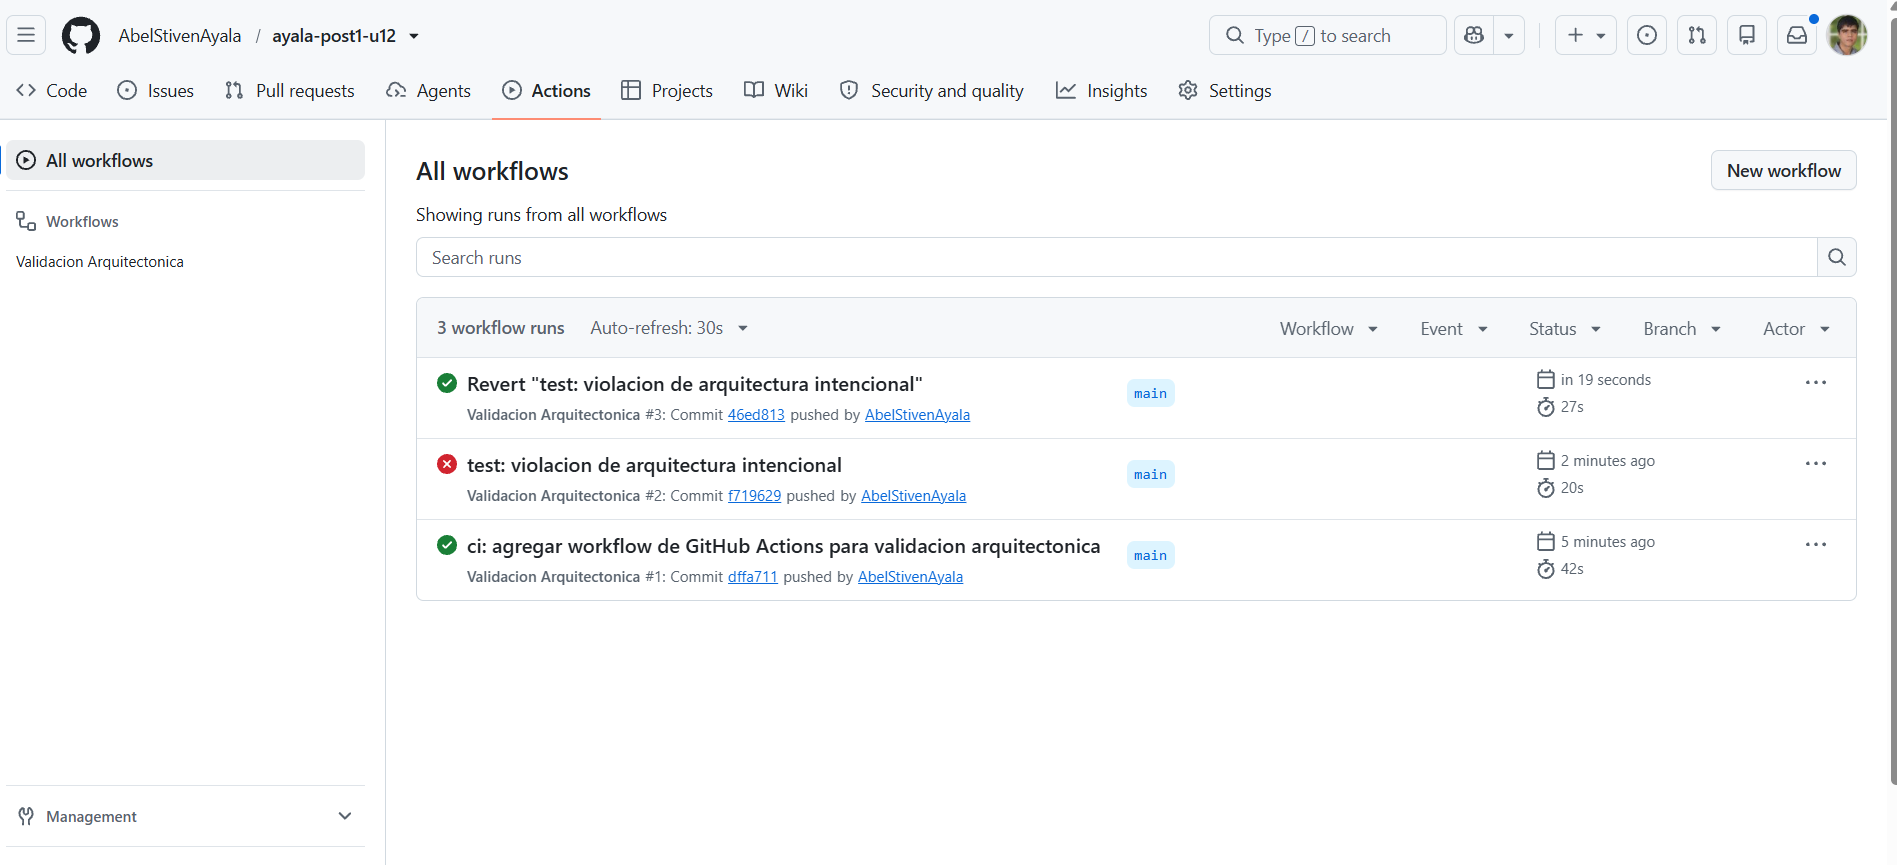 AbelStivenAyala / ayala-post1-u12
Type / to search
Code
Issues
Pull requests
Agents
Actions
Projects
Wiki
Security and quality
Insights
Settings
All workflows
Workflows
Validacion Arquitectonica
Management
All workflows
New workflow
Showing runs from all workflows
Search runs
3 workflow runs
Auto-refresh: 30s
Workflow
Event
Status
Branch
Actor
Revert "test: violacion de arquitectura intencional"
Validacion Arquitectonica #3: Commit 46ed813 pushed by AbelStivenAyala
main
in 19 seconds
27s
test: violacion de arquitectura intencional
Validacion Arquitectonica #2: Commit f719629 pushed by AbelStivenAyala
main
2 minutes ago
20s
ci: agregar workflow de GitHub Actions para validacion arquitectonica
Validacion Arquitectonica #1: Commit dffa711 pushed by AbelStivenAyala
main
5 minutes ago
42s